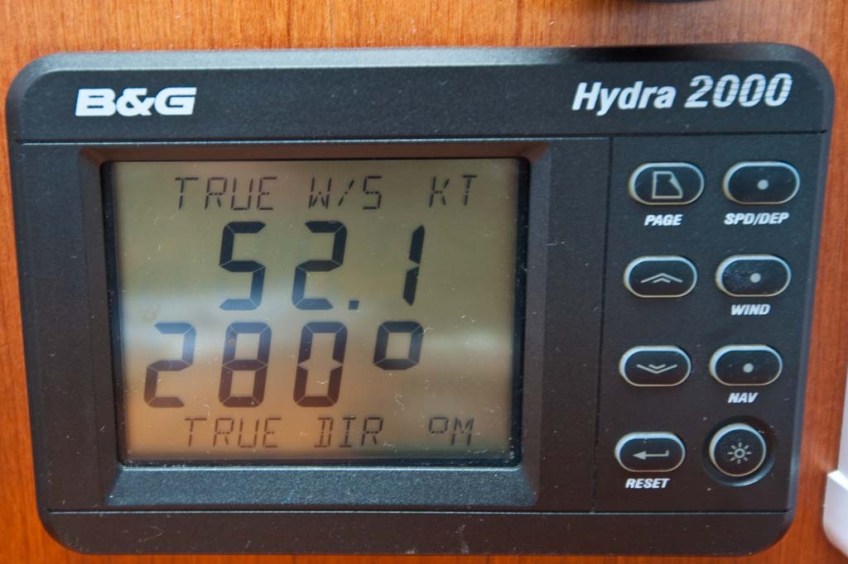 B&G
Hydra 2000
TRUE W/S KT
52.1
280°
TRUE DIR °M
PAGE
SPD/DEP
WIND
NAV
RESET